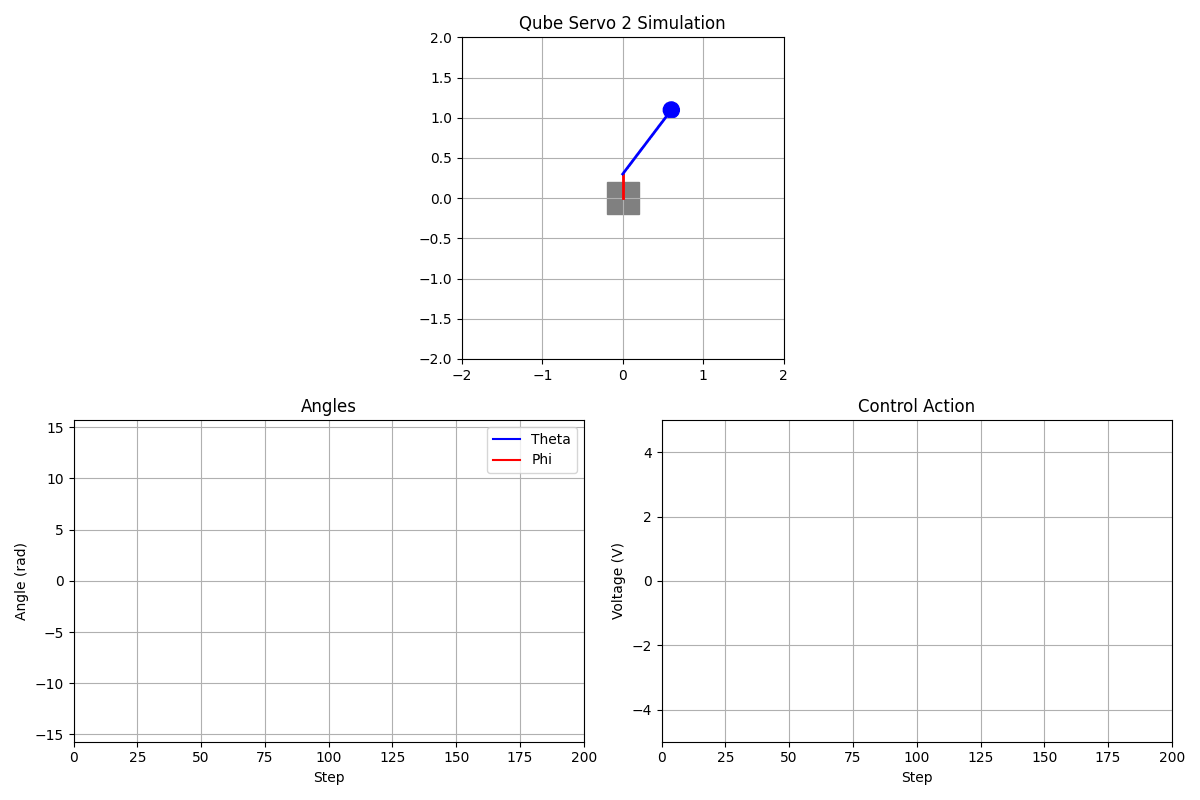 Qube Servo 2 Simulation
2.0
1.5
1.0
0.5
0.0
−0.5
−1.0
−1.5
−2.0
−2 −1 0 1 2
Angles
Theta
Phi
15
10
5
0
−5
−10
−15
Angle (rad)
0 25 50 75 100 125 150 175 200
Step
Control Action
4
2
0
−2
−4
Voltage (V)
0 25 50 75 100 125 150 175 200
Step